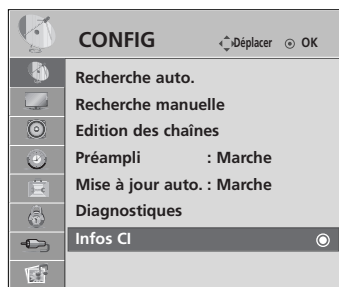 CONFIG Déplacer OK
Recherche auto.
Recherche manuelle
Edition des chaînes
Préampli : Marche
Mise à jour auto. : Marche
Diagnostiques
Infos CI